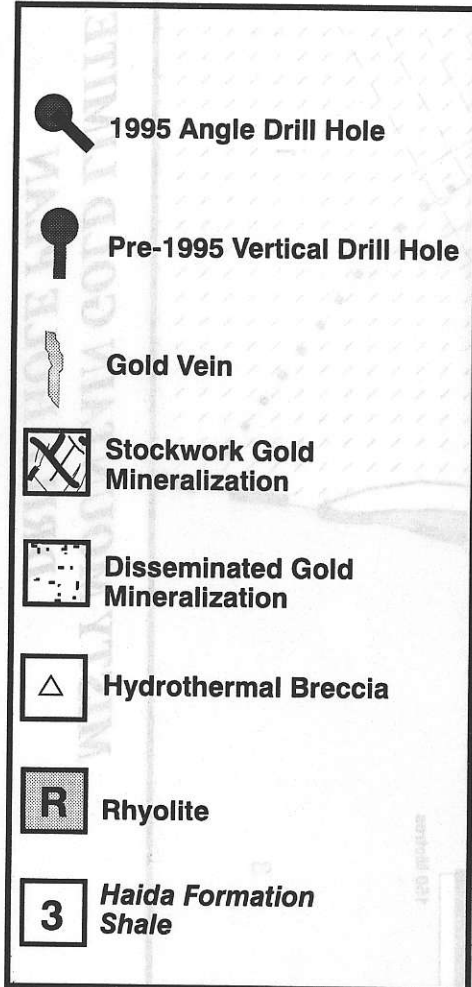 1995 Angle Drill Hole
Pre-1995 Vertical Drill Hole
Gold Vein
Stockwork Gold
Mineralization
Disseminated Gold
Mineralization
Hydrothermal Breccia
R Rhyolite
3 Haida Formation
Shale